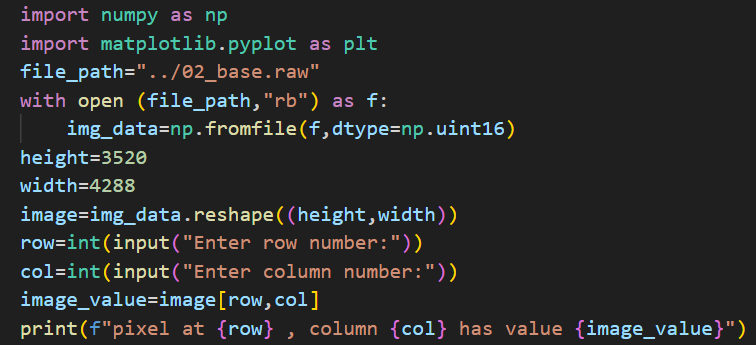 import numpy as np
import matplotlib.pyplot as plt
file_path="../02_base.raw"
with open (file_path,"rb") as f:
    img_data=np.fromfile(f,dtype=np.uint16)
height=3520
width=4288
image=img_data.reshape((height,width))
row=int(input("Enter row number:"))
col=int(input("Enter column number:"))
image_value=image[row,col]
print(f"pixel at {row} , column {col} has value {image_value}")